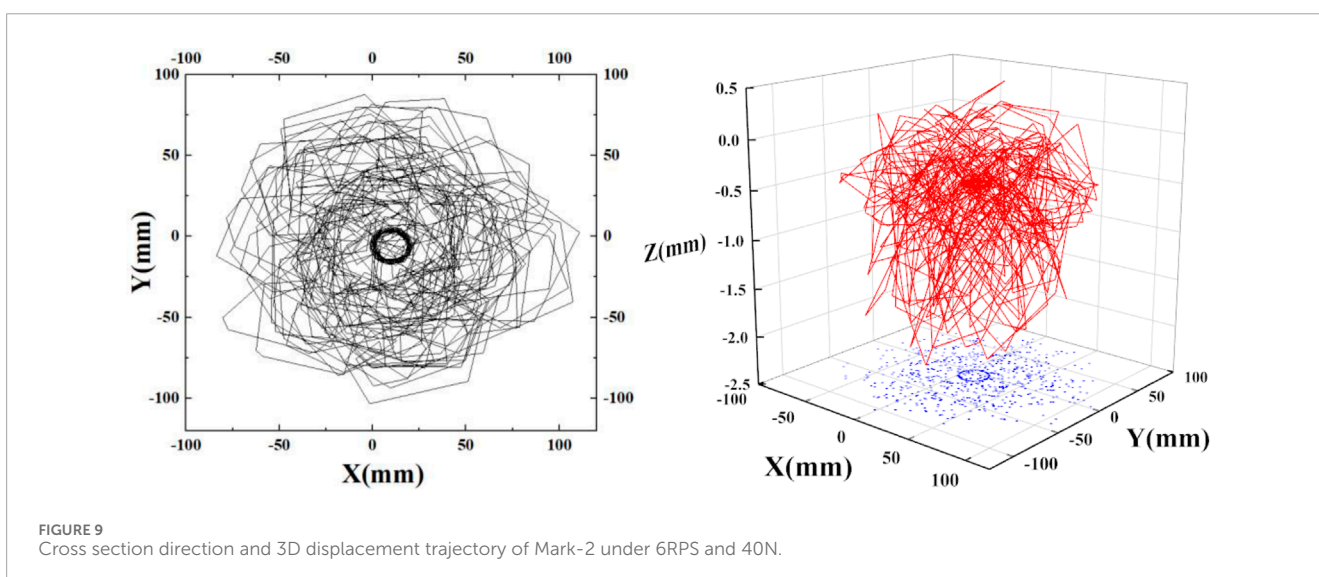 -100 -50 0 50 100
100 100
50 50
Y(mm)
0 0
-50 -50
-100 -100
-100 -50 0 50 100
X(mm)
0.5
0.0
-0.5
Z(mm)
-1.0
-1.5
-2.0
-2.5
-100
-50
0
50
100
X(mm)
100
50
0
-50
-100
Y(mm)
FIGURE 9
Cross section direction and 3D displacement trajectory of Mark-2 under 6RPS and 40N.